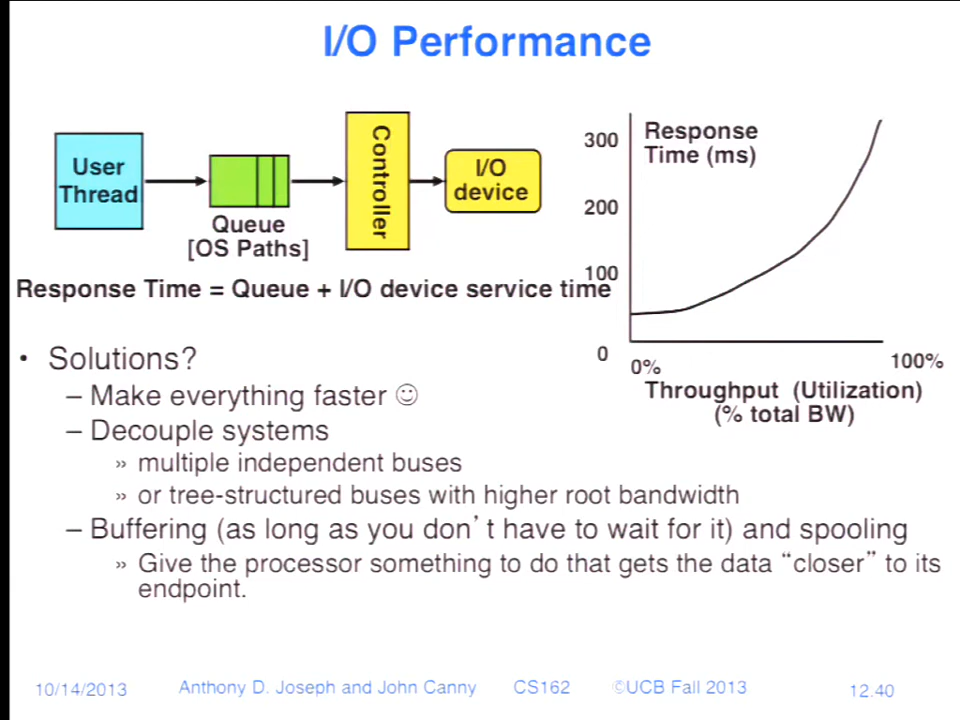 I/O Performance
User
Thread
Queue
[OS Paths]
Controller
I/O
device
Response Time = Queue + I/O device service time
Response
Time (ms)
300
200
100
0
0%
100%
Throughput (Utilization)
(% total BW)
• Solutions?
– Make everything faster ☺
– Decouple systems
» multiple independent buses
» or tree-structured buses with higher root bandwidth
– Buffering (as long as you don’t have to wait for it) and spooling
» Give the processor something to do that gets the data “closer” to its
endpoint.
10/14/2013 Anthony D. Joseph and John Canny CS162 ©UCB Fall 2013 12.40